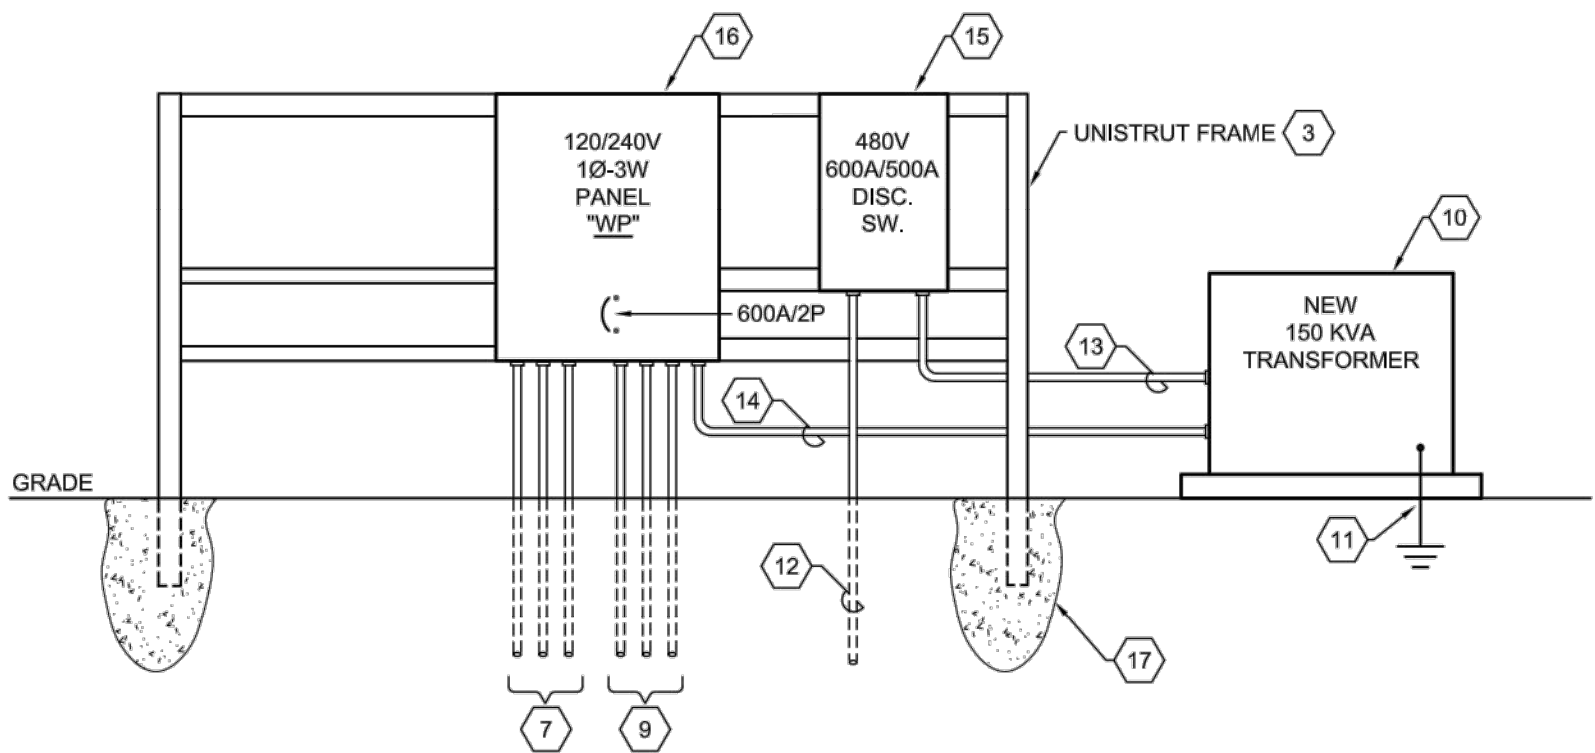 16
15
120/240V
1Ø-3W
PANEL
"WP"
480V
600A/500A
DISC.
SW.
UNISTRUT FRAME 3
10
600A/2P
NEW
150 KVA
TRANSFORMER
13
14
GRADE
11
12
17
7
9